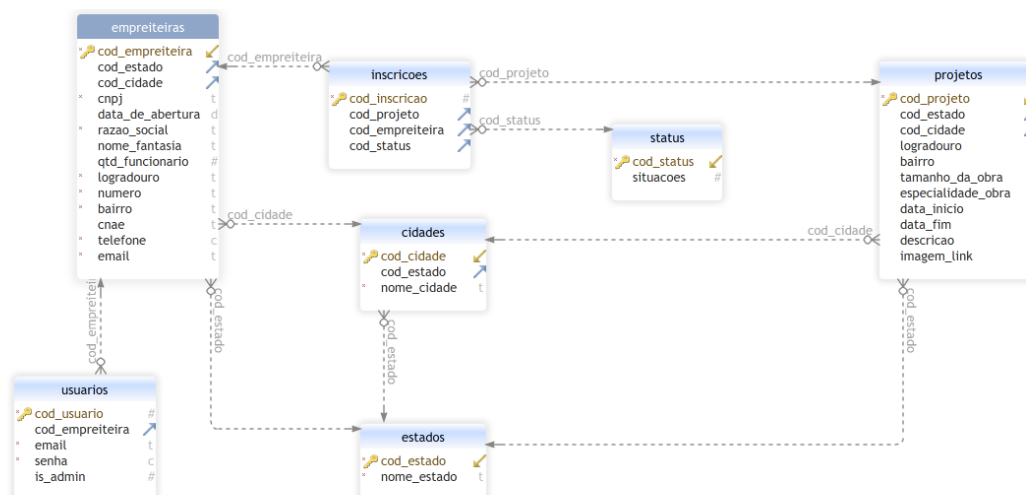 empreiteiras
cod_empreiteira
cod_estado
cod_cidade
cnpj t
data_de_abertura d
razao_social t
nome_fantasia t
qtd_funcionario #
logradouro t
numero t
bairro t
cnae t
telefone c
email t
cod_empreiteira
inscricoes
cod_inscricao #
cod_projeto
cod_empreiteira
cod_status
cod_projeto
cod_status
status
cod_status
situacoes #
projetos
cod_projeto
cod_estado
cod_cidade
logradouro
bairro
tamanho_da_obra
especialidade_obra
data_inicio
data_fim
descricao
imagem_link
cod_cidade
cidades
cod_cidade
cod_estado
nome_cidade t
cod_cidade
cod_empreitei
cod_estado
cod_estado
cod_estado
usuarios
cod_usuario #
cod_empreiteira
email t
senha c
is_admin #
estados
cod_estado
nome_estado t